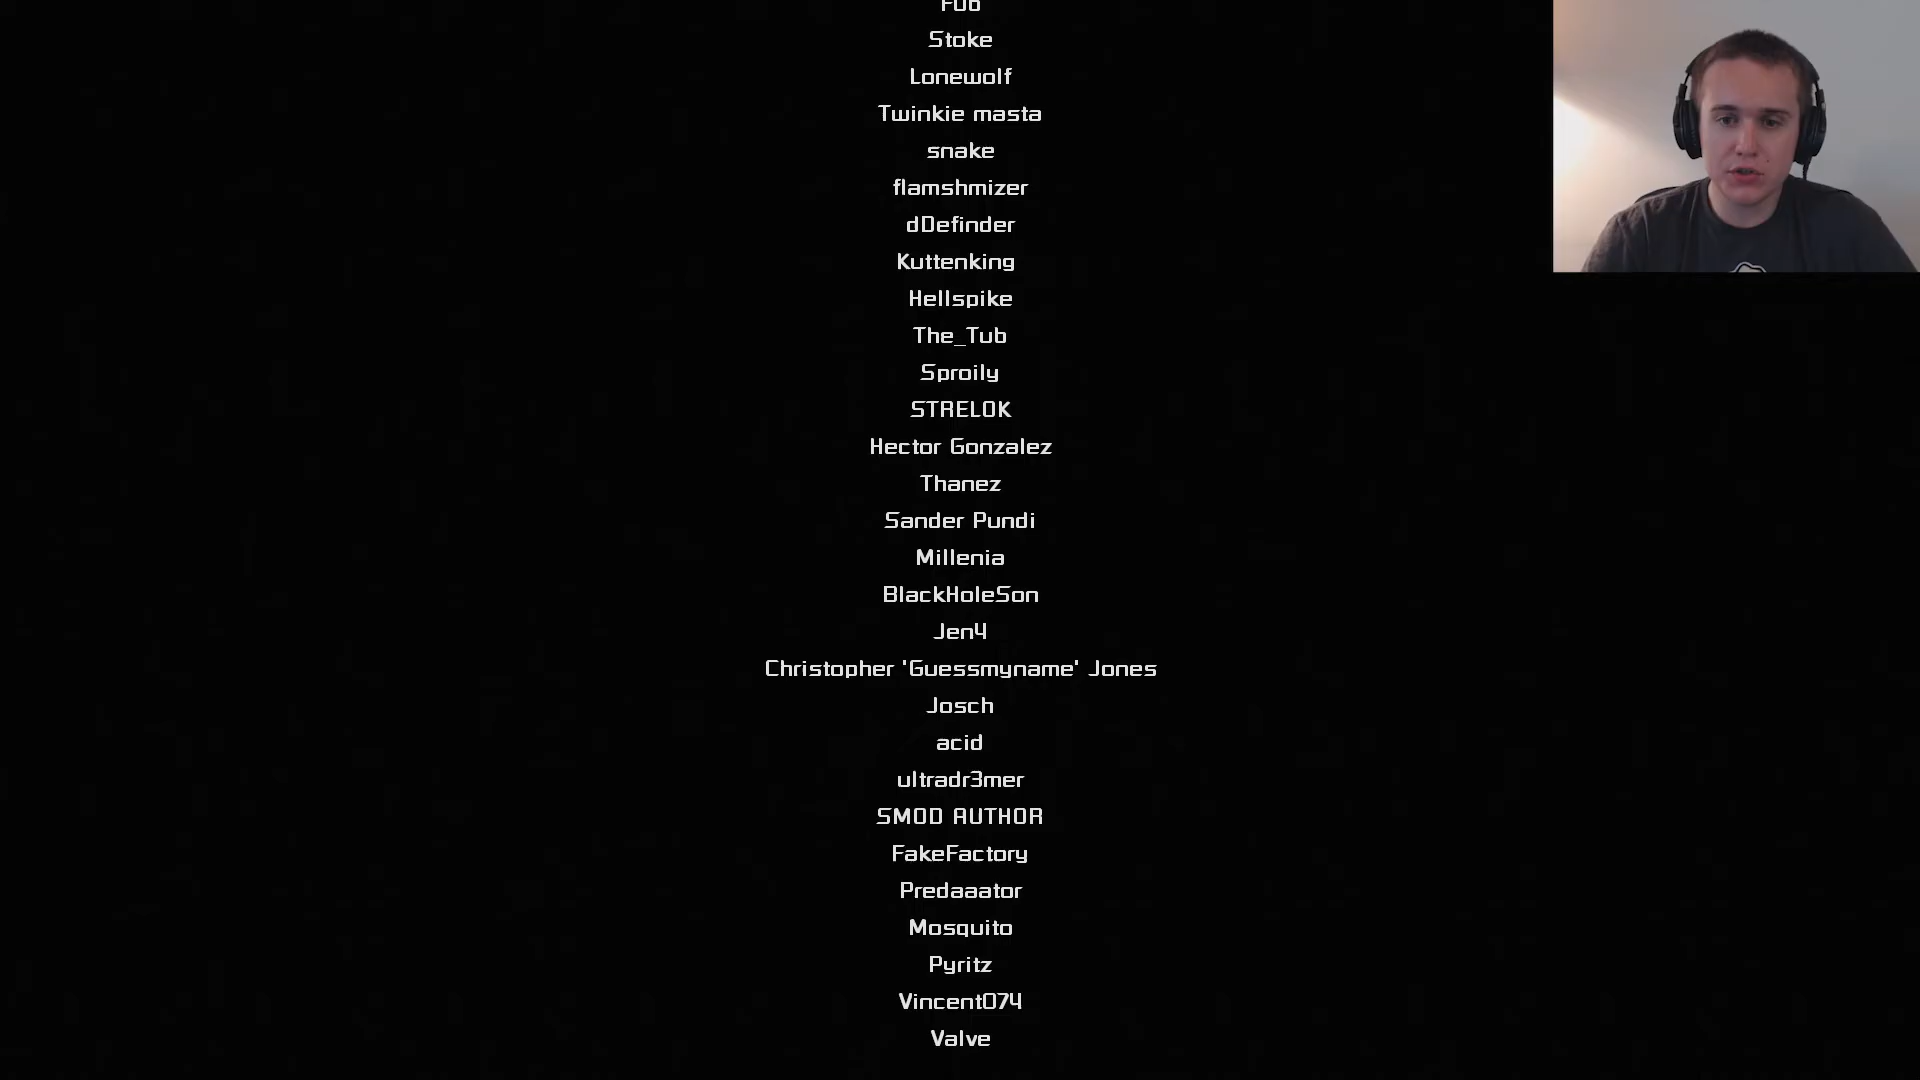 Fub
Stoke
Lonewolf
Twinkie masta
snake
flamshmizer
dDefinder
Kuttenking
Hellspike
The_Tub
Sproily
STRELOK
Hector Gonzalez
Thanez
Sander Pundi
Millenia
BlackHoleSon
Jen4
Christopher 'Guessmyname' Jones
Josch
acid
ultradr3mer
SMOD AUTHOR
FakeFactory
Predaaator
Mosquito
Pyritz
Vincent074
Valve